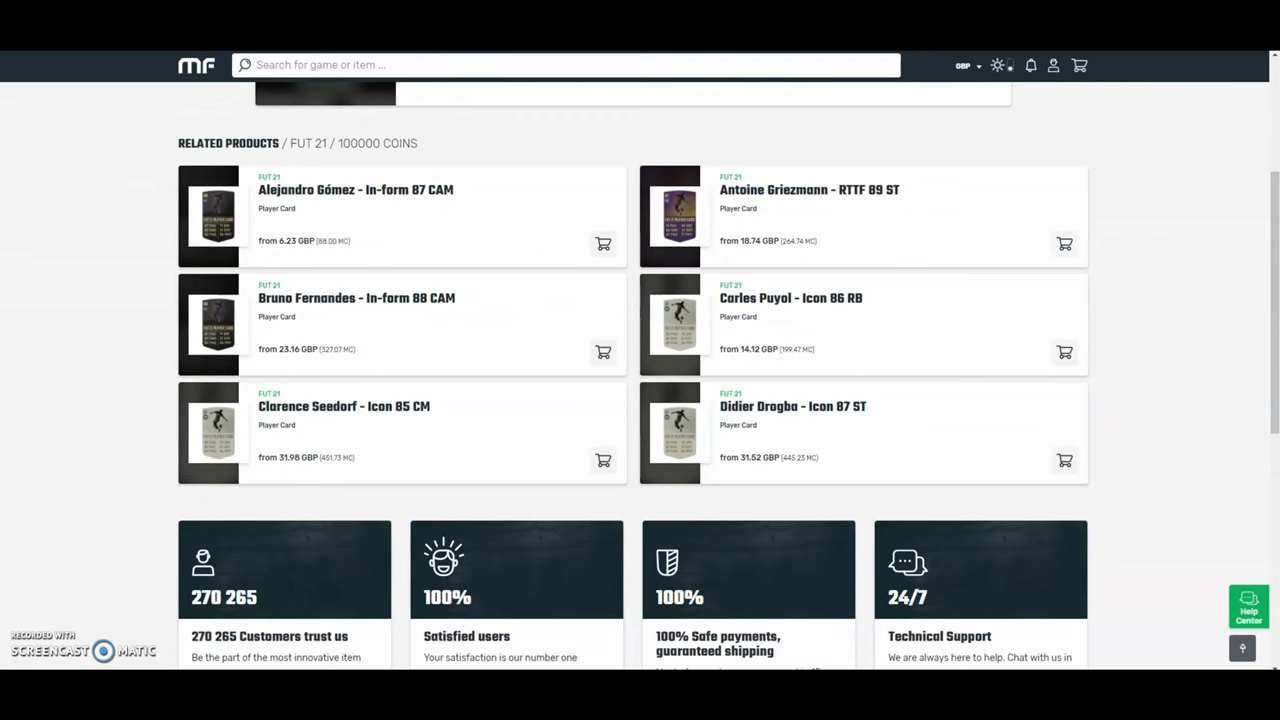 MF
Search for game or item ...
GBP
RELATED PRODUCTS / FUT 21 / 100000 COINS
FUT 21
Alejandro Gómez - In-form 87 CAM
Player Card
from 6.23 GBP (88.00 MC)
FUT 21
Antoine Griezmann - RTTF 89 ST
Player Card
from 18.74 GBP (264.74 MC)
FUT 21
Bruno Fernandes - In-form 88 CAM
Player Card
from 23.16 GBP (327.07 MC)
FUT 21
Carles Puyol - Icon 86 RB
Player Card
from 14.12 GBP (199.47 MC)
FUT 21
Clarence Seedorf - Icon 85 CM
Player Card
from 31.98 GBP (451.73 MC)
FUT 21
Didier Drogba - Icon 87 ST
Player Card
from 31.52 GBP (445.23 MC)
270 265
270 265 Customers trust us
Be the part of the most innovative item
100%
Satisfied users
Your satisfaction is our number one
100%
100% Safe payments,
guaranteed shipping
24/7
Technical Support
We are always here to help. Chat with us in
Help
Center
RECORDED WITH
SCREENCAST MATIC